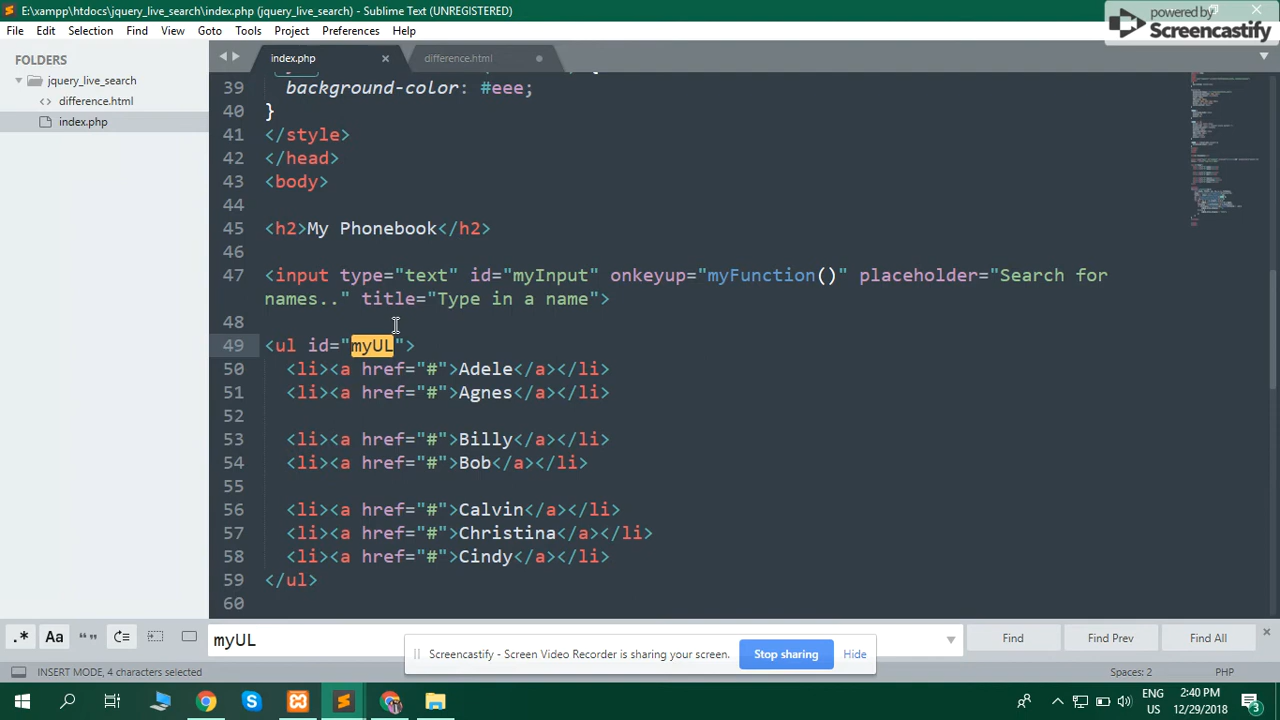 E:\xampp\htdocs\jquery_live_search\index.php (jquery_live_search) - Sublime Text (UNREGISTERED)
powered by
Screencastify
File Edit Selection Find View Goto Tools Project Preferences Help
FOLDERS
jquery_live_search
<> difference.html
index.php
index.php × difference.html
39 background-color: #eee;
40 }
41 </style>
42 </head>
43 <body>
44
45 <h2>My Phonebook</h2>
46
47 <input type="text" id="myInput" onkeyup="myFunction()" placeholder="Search for
names.." title="Type in a name">
48
49 <ul id="myUL">
50 <li><a href="#">Adele</a></li>
51 <li><a href="#">Agnes</a></li>
52
53 <li><a href="#">Billy</a></li>
54 <li><a href="#">Bob</a></li>
55
56 <li><a href="#">Calvin</a></li>
57 <li><a href="#">Christina</a></li>
58 <li><a href="#">Cindy</a></li>
59 </ul>
60
.* Aa “” myUL Find Find Prev Find All
Screencastify - Screen Video Recorder is sharing your screen. Stop sharing Hide
INSERT MODE, 4 characters selected Spaces: 2 PHP
ENG
US
2:40 PM
12/29/2018
3